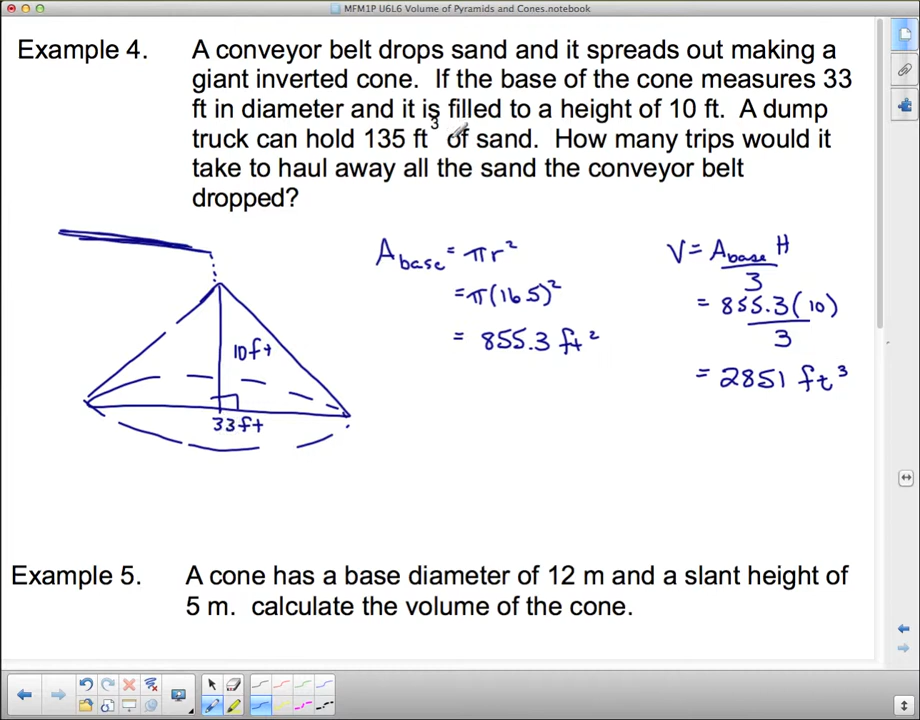 MFM1P U6L6 Volume of Pyramids and Cones.notebook
Example 4. A conveyor belt drops sand and it spreads out making a
giant inverted cone. If the base of the cone measures 33
ft in diameter and it is filled to a height of 10 ft. A dump
truck can hold 135 ft³ of sand. How many trips would it
take to haul away all the sand the conveyor belt
dropped?
A base = πr²
= π(16.5)²
= 855.3 ft²
V = A base H
3
= 855.3(10)
3
= 2851 ft³
10ft
33ft
Example 5. A cone has a base diameter of 12 m and a slant height of
5 m. calculate the volume of the cone.